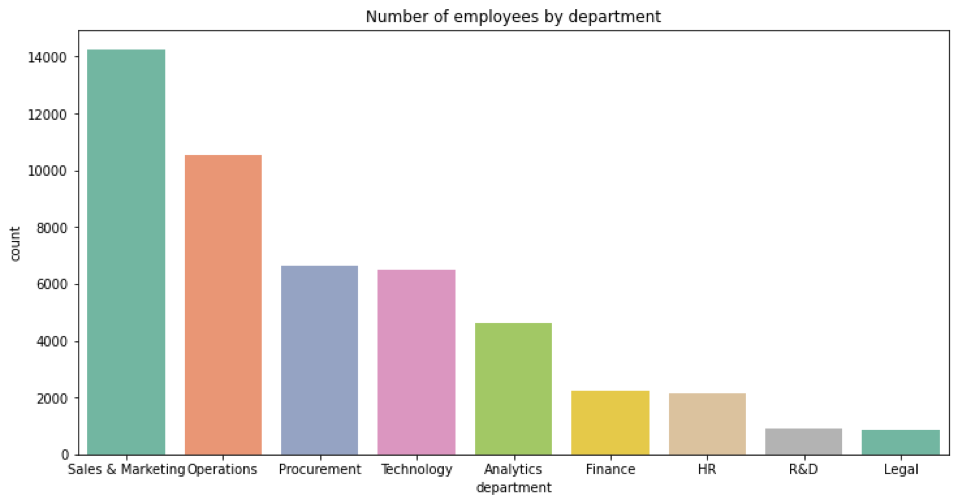 Number of employees by department
14000
12000
10000
8000
6000
4000
2000
0
count
Sales & Marketing Operations Procurement Technology Analytics Finance HR R&D Legal
department